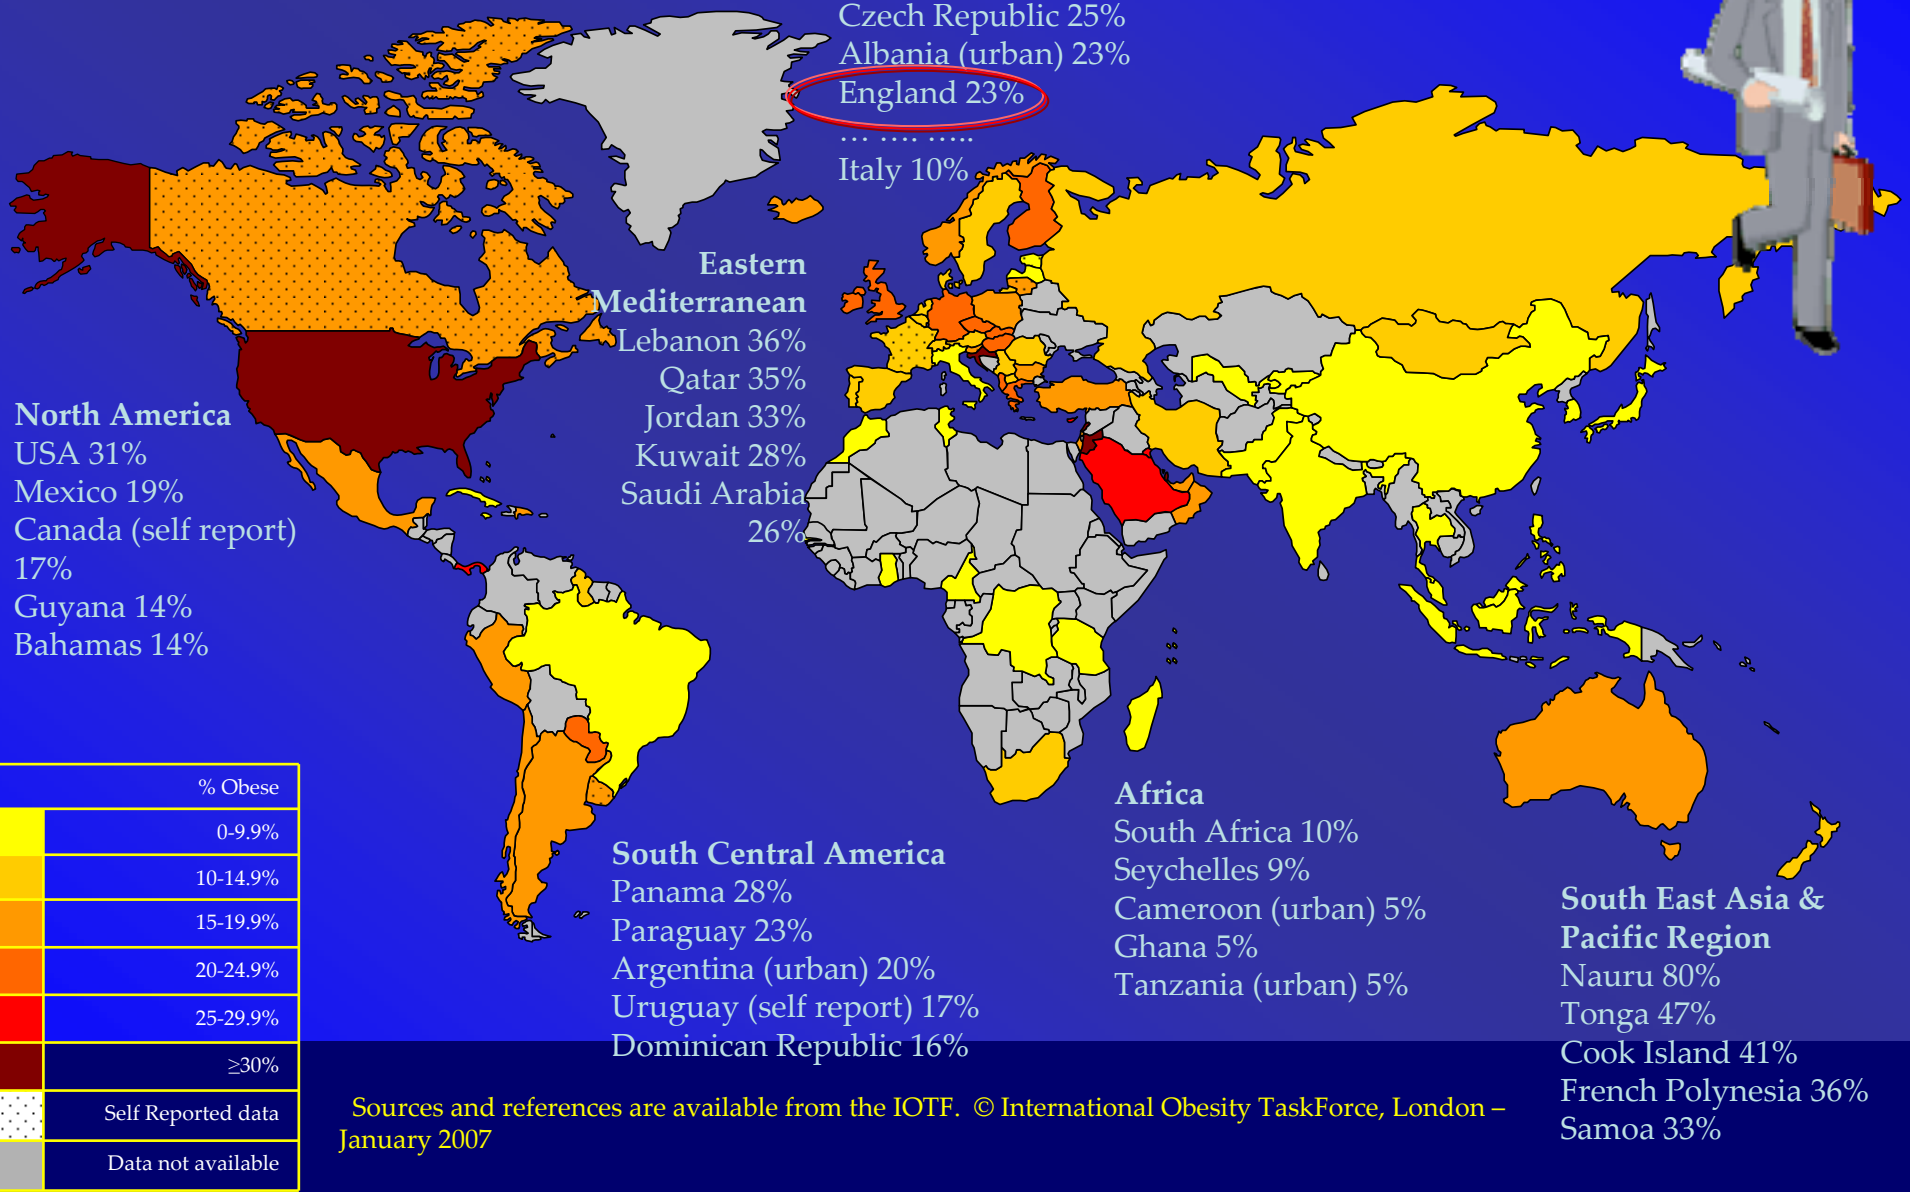 Czech Republic 25%
Albania (urban) 23%
England 23%
… …. …..
Italy 10%
Eastern
Mediterranean
Lebanon 36%
Qatar 35%
Jordan 33%
Kuwait 28%
Saudi Arabia
26%
North America
USA 31%
Mexico 19%
Canada (self report)
17%
Guyana 14%
Bahamas 14%
% Obese
0-9.9%
10-14.9%
15-19.9%
20-24.9%
25-29.9%
≥30%
Self Reported data
Data not available
South Central America
Panama 28%
Paraguay 23%
Argentina (urban) 20%
Uruguay (self report) 17%
Dominican Republic 16%
Africa
South Africa 10%
Seychelles 9%
Cameroon (urban) 5%
Ghana 5%
Tanzania (urban) 5%
South East Asia &
Pacific Region
Nauru 80%
Tonga 47%
Cook Island 41%
French Polynesia 36%
Samoa 33%
Sources and references are available from the IOTF. © International Obesity TaskForce, London –
January 2007